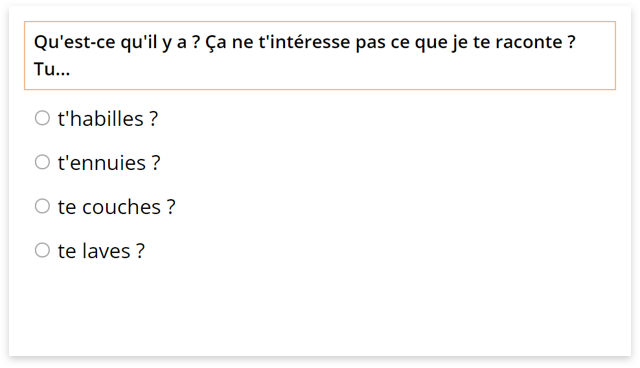 Qu'est-ce qu'il y a ? Ça ne t'intéresse pas ce que je te raconte ?
Tu...
t'habilles ?
t'ennuies ?
te couches ?
te laves ?